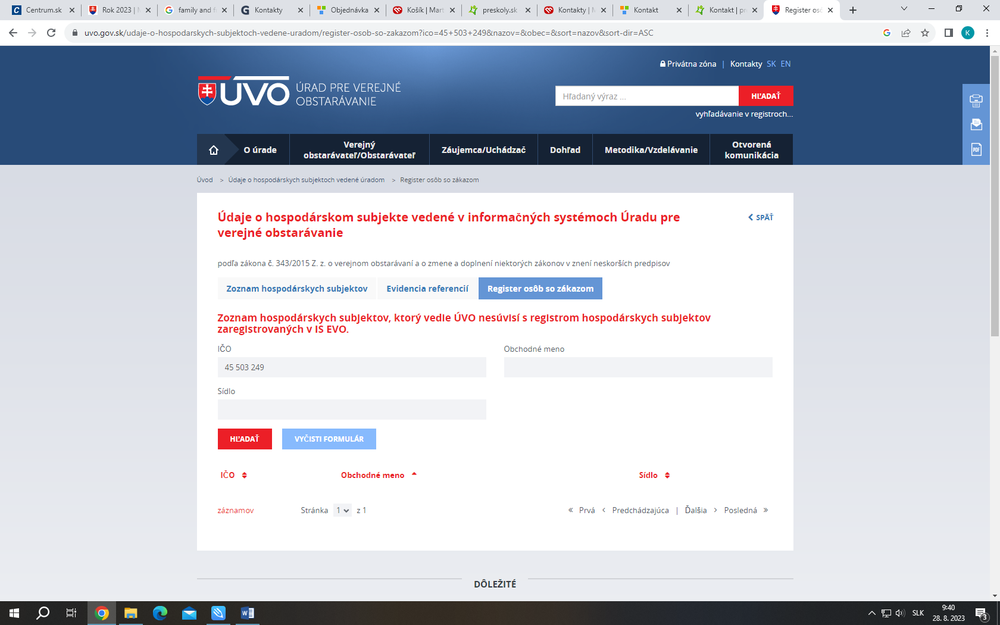 Centrum.sk
Rok 2023 | M
family and f
Kontakty
Objednávka
Košík | Mart
preskoly.sk
Kontakty | M
Kontakt
Kontakt | pr
Register osó
uvo.gov.sk/udaje-o-hospodarskych-subjektoch-vedene-uradom/register-osob-so-zakazom?ico=45+503+249&nazov=&obec=&sort=nazov&sort-dir=ASC
K
Privátna zóna | Kontakty SK EN
ÚVO ÚRAD PRE VEREJNÉ
OBSTARÁVANIE
Hľadaný výraz ... HĽADAŤ
vyhľadávanie v registroch...
O úrade
Verejný
obstarávateľ/Obstarávateľ
Záujemca/Uchádzač
Dohľad
Metodika/Vzdelávanie
Otvorená
komunikácia
PDF
Úvod > Údaje o hospodárskych subjektoch vedené úradom > Register osôb so zákazom
Údaje o hospodárskom subjekte vedené v informačných systémoch Úradu pre
verejné obstarávanie
SPÄŤ
podľa zákona č. 343/2015 Z. z. o verejnom obstarávaní a o zmene a doplnení niektorých zákonov v znení neskorších predpisov
Zoznam hospodárskych subjektov Evidencia referencií Register osôb so zákazom
Zoznam hospodárskych subjektov, ktorý vedie ÚVO nesúvisí s registrom hospodárskych subjektov
zaregistrovaných v IS EVO.
IČO Obchodné meno
45 503 249
Sídlo
HĽADAŤ VYČISTI FORMULÁR
IČO Obchodné meno Sídlo
záznamov Stránka 1 z 1 « Prvá ‹ Predchádzajúca | Ďalšia › Posledná »
DÔLEŽITÉ
SLK
9:40
28. 8. 2023
3